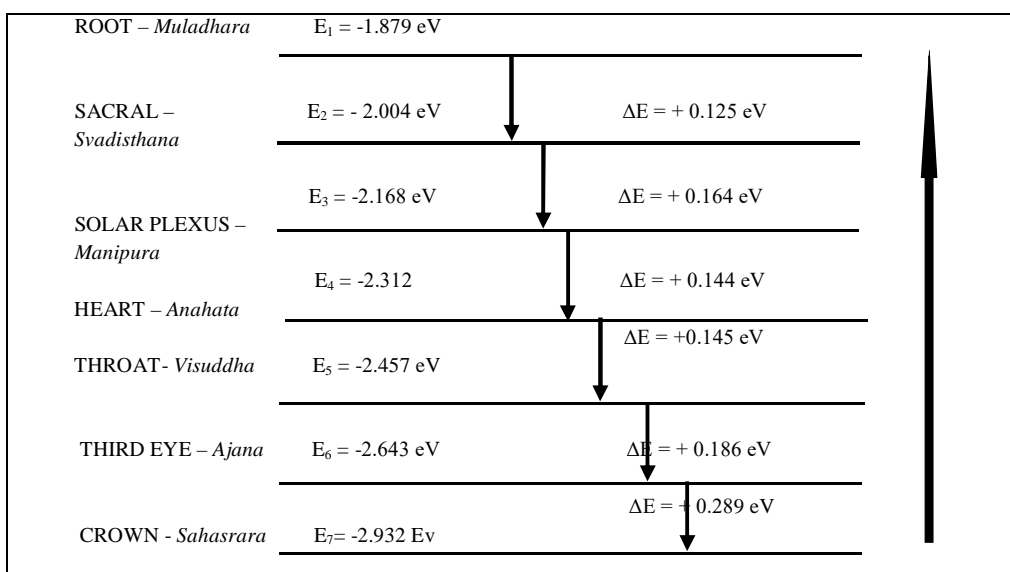 ROOT – Muladhara E₁ = -1.879 eV
SACRAL – E₂ = - 2.004 eV ΔE = + 0.125 eV
Svadisthana
E₃ = -2.168 eV ΔE = + 0.164 eV
SOLAR PLEXUS –
Manipura
E₄ = -2.312 ΔE = + 0.144 eV
HEART – Anahata
ΔE = +0.145 eV
THROAT- Visuddha E₅ = -2.457 eV
THIRD EYE – Ajana E₆ = -2.643 eV ΔE = + 0.186 eV
ΔE = + 0.289 eV
CROWN - Sahasrara E₇= -2.932 Ev